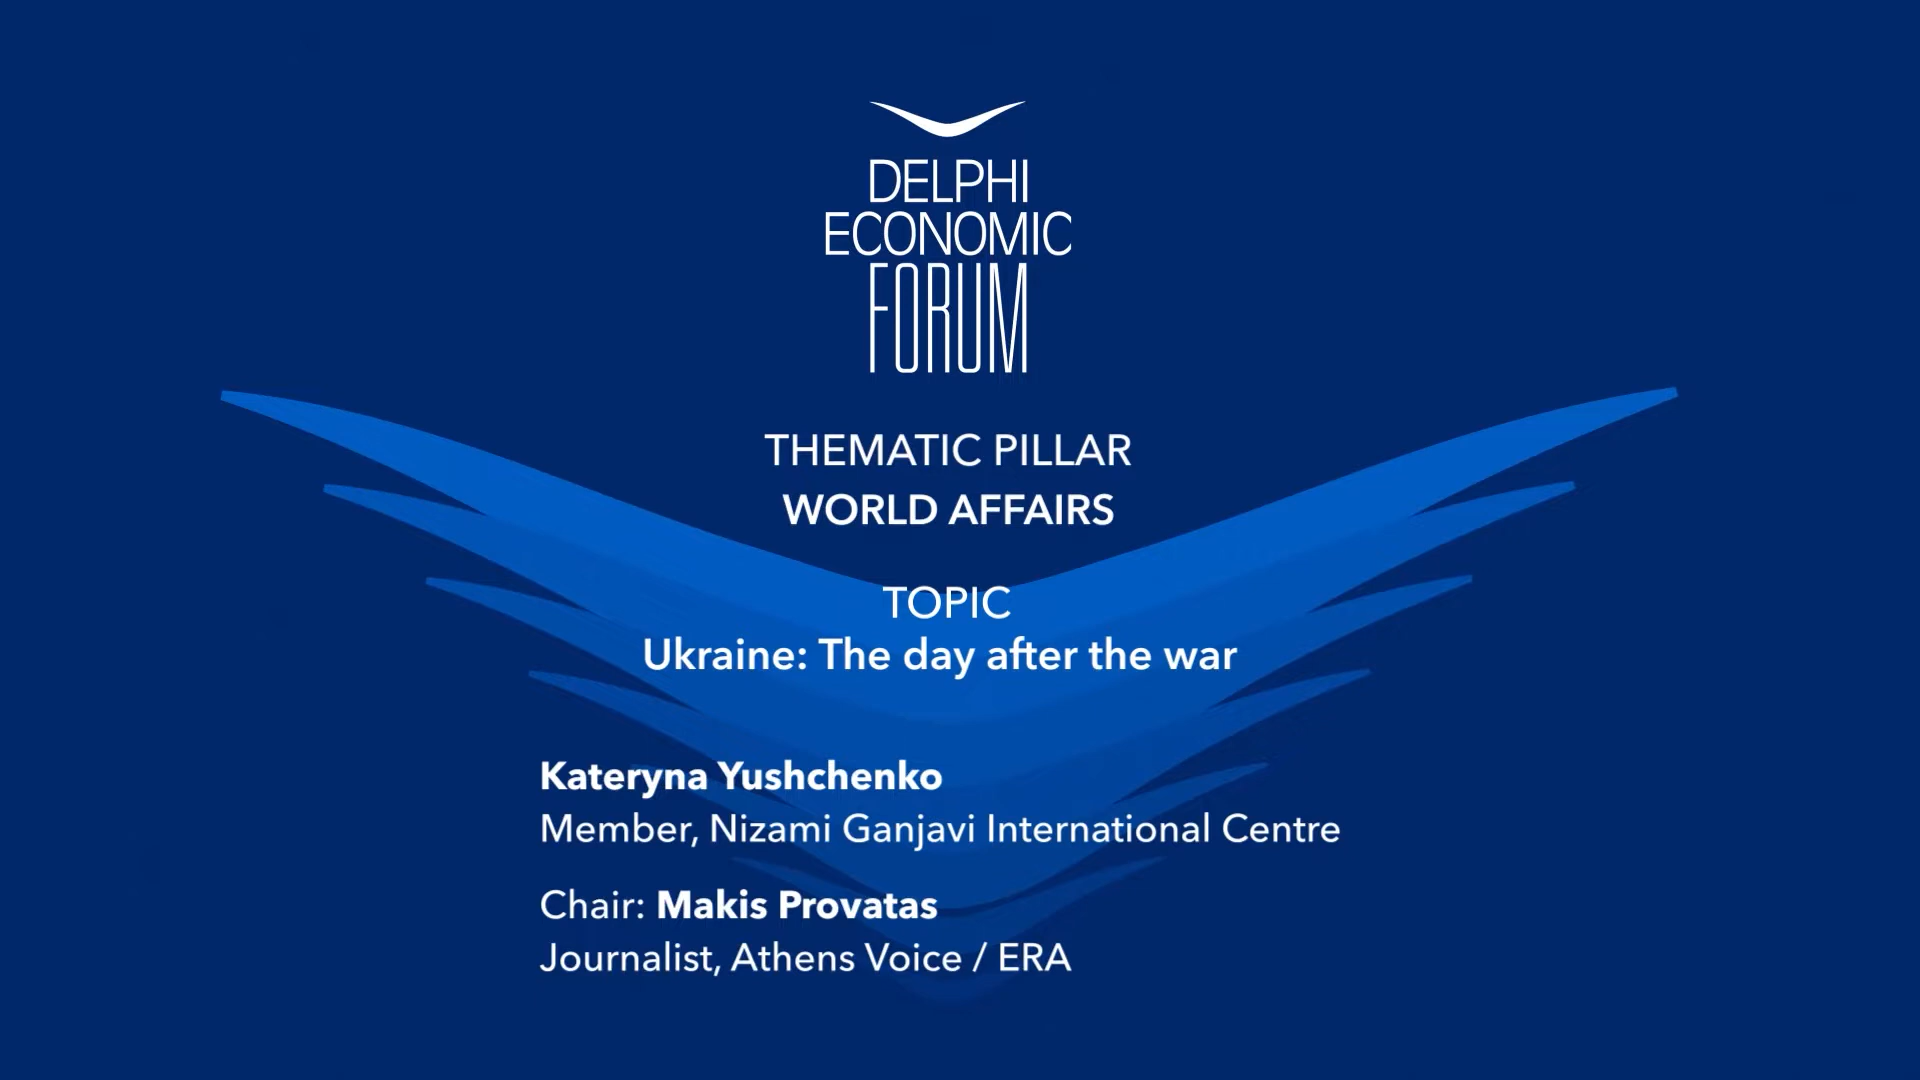 DELPHI
ECONOMIC
FORUM
THEMATIC PILLAR
WORLD AFFAIRS
TOPIC
Ukraine: The day after the war
Kateryna Yushchenko
Member, Nizami Ganjavi International Centre
Chair: Makis Provatas
Journalist, Athens Voice / ERA